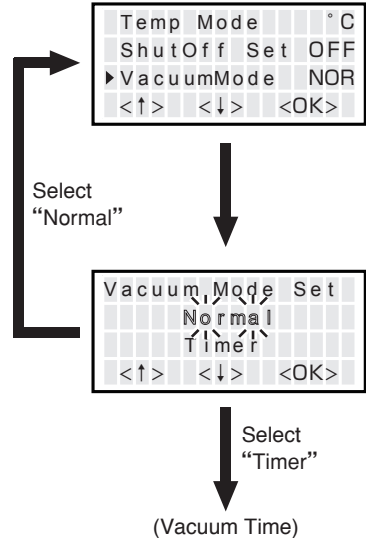 Temp Mode °C
ShutOff Set OFF
▶VacuumMode NOR
<↑> <↓> <OK>
Select
“Normal”
Vacuum Mode Set
Normal
Timer
<↑> <↓> <OK>
Select
“Timer”
(Vacuum Time)